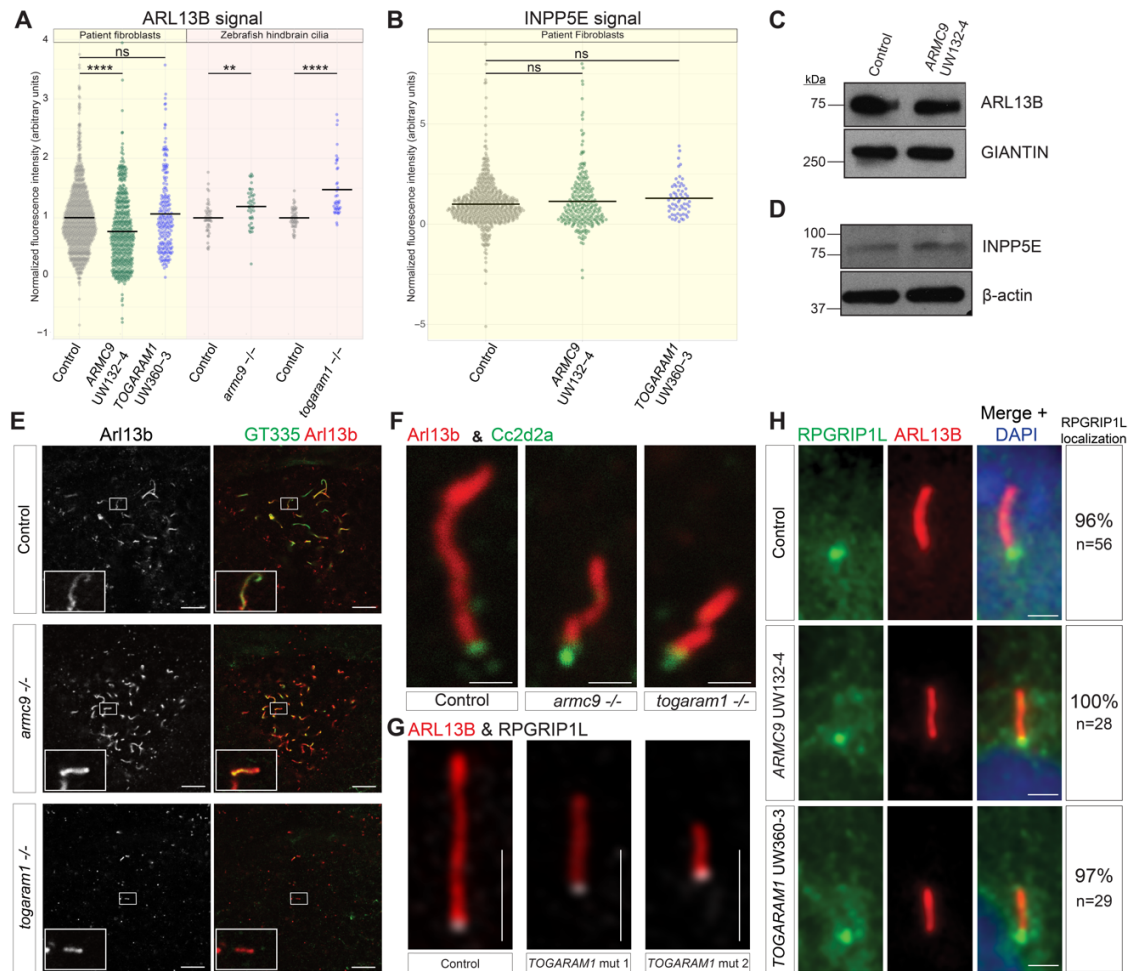 A
ARL13B signal
Patient fibroblasts
Zebrafish hindbrain cilia
Normalized fluorescence intensity (arbitrary units)
4
3
2
1
0
−1
ns
****
**
****
Control
ARMC9 UW132−4
TOGARAM1 UW360−3
Control
armc9 −/−
Control
togaram1 −/−
B
INPP5E signal
Patient Fibroblasts
Normalized fluorescence intensity (arbitrary units)
5
0
−5
ns
ns
Control
ARMC9 UW132−4
TOGARAM1 UW360−3
C
Control
ARMC9 UW132-4
kDa
75
ARL13B
250
GIANTIN
D
100
75
INPP5E
37
β-actin
E
Arl13b
GT335 Arl13b
Control
armc9 -/-
togaram1 -/-
F
Arl13b & Cc2d2a
Control
armc9 -/-
togaram1 -/-
G
ARL13B & RPGRIP1L
Control
TOGARAM1 mut 1
TOGARAM1 mut 2
H
RPGRIP1L
ARL13B
Merge + DAPI
RPGRIP1L localization
Control
96%
n=56
ARMC9 UW132-4
100%
n=28
TOGARAM1 UW360-3
97%
n=29